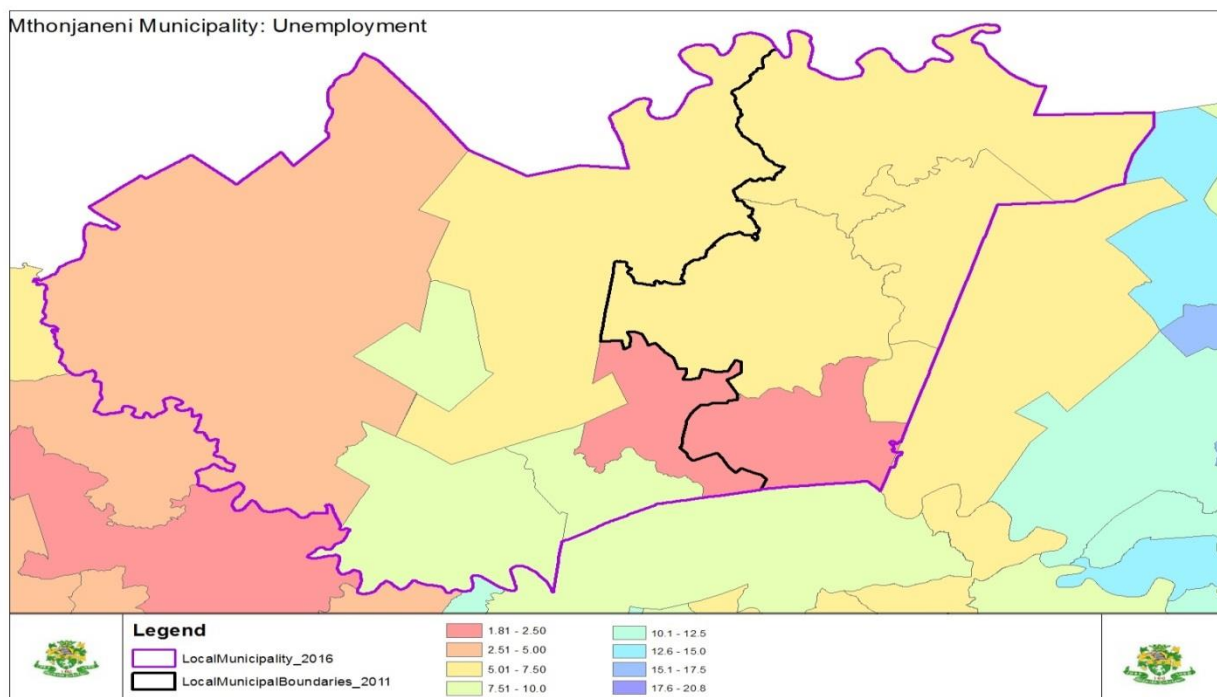 Mthonjaneni Municipality: Unemployment
Legend
LocalMunicipality_2016
LocalMunicipalBoundaries_2011
1.81 - 2.50
2.51 - 5.00
5.01 - 7.50
7.51 - 10.0
10.1 - 12.5
12.6 - 15.0
15.1 - 17.5
17.6 - 20.8